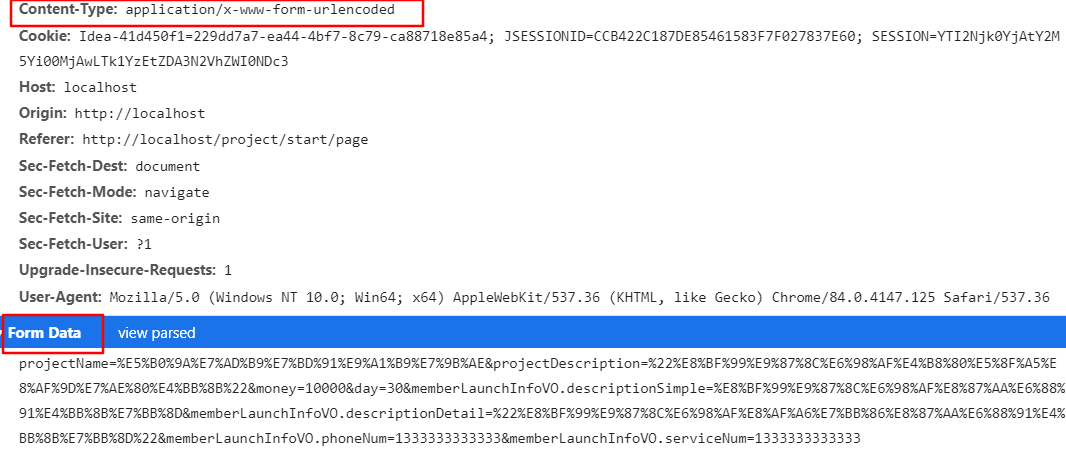 Content-Type: application/x-www-form-urlencoded
Cookie: Idea-41d450f1=229dd7a7-ea44-4bf7-8c79-ca88718e85a4; JSESSIONID=CCB422C187DE85461583F7F027837E60; SESSION=YTI2Njk0YjAtY2M
5Yi00MjAwLTk1YzEtZDA3N2VhZWI0NDc3
Host: localhost
Origin: http://localhost
Referer: http://localhost/project/start/page
Sec-Fetch-Dest: document
Sec-Fetch-Mode: navigate
Sec-Fetch-Site: same-origin
Sec-Fetch-User: ?1
Upgrade-Insecure-Requests: 1
User-Agent: Mozilla/5.0 (Windows NT 10.0; Win64; x64) AppleWebKit/537.36 (KHTML, like Gecko) Chrome/84.0.4147.125 Safari/537.36
Form Data view parsed
projectName=%E5%B0%9A%E7%AD%B9%E7%BD%91%E9%A1%B9%E7%9B%AE&projectDescription=%22%E8%BF%99%E9%87%8C%E6%98%AF%E4%B8%80%E5%8F%A5%E
8%AF%9D%E7%AE%80%E4%BB%8B%22&money=10000&day=30&memberLaunchInfoVO.descriptionSimple=%E8%BF%99%E9%87%8C%E6%98%AF%E8%87%AA%E6%88%
91%E4%BB%8B%E7%BB%8D&memberLaunchInfoVO.descriptionDetail=%22%E8%BF%99%E9%87%8C%E6%98%AF%E8%AF%A6%E7%BB%86%E8%87%AA%E6%88%91%E4%
BB%8B%E7%BB%8D%22&memberLaunchInfoVO.phoneNum=1333333333333&memberLaunchInfoVO.serviceNum=1333333333333